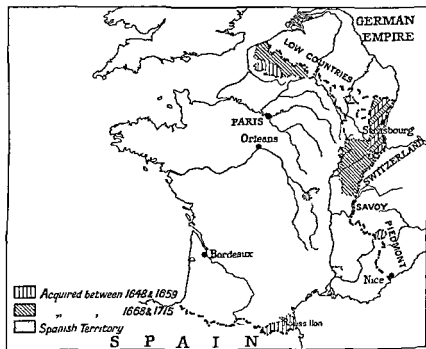 GERMAN
EMPIRE
LOW COUNTRIES
PARIS
Strasbourg
Orleans
SWITZERLAND
SAVOY
PIEDMONT
Bordeaux
Nice
Acquired between 1648 & 1659
" , 1668 & 1715
Spanish Territory
SPAIN